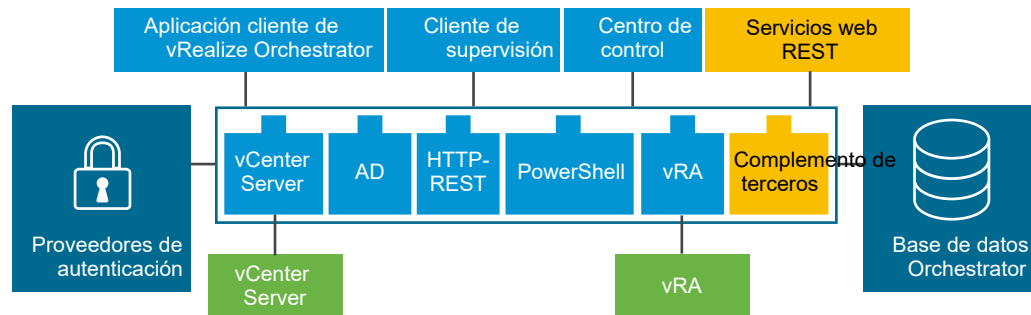 Aplicación cliente de
vRealize Orchestrator
Cliente de
supervisión
Centro de
control
Servicios web
REST
Proveedores de
autenticación
vCenter
Server
AD
HTTP-
REST
PowerShell
vRA
Complemento de
terceros
Base de datos
Orchestrator
vCenter
Server
vRA